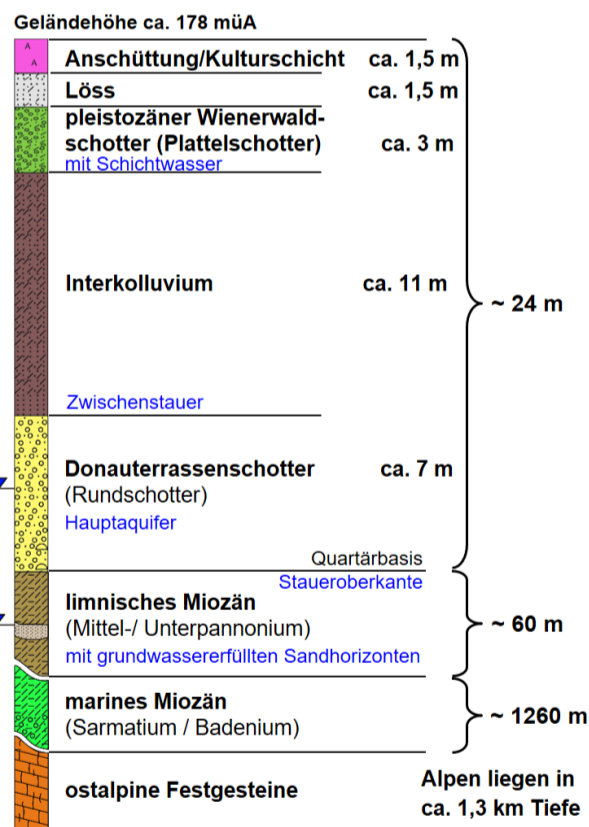 Geländehöhe ca. 178 müA
Anschüttung/Kulturschicht ca. 1,5 m
Löss ca. 1,5 m
pleistozäner Wienerwald-
schotter (Plattelschotter) ca. 3 m
mit Schichtwasser
Interkolluvium ca. 11 m
~ 24 m
Zwischenstauer
Donauterrassenschotter ca. 7 m
(Rundschotter)
Hauptaquifer
Quartärbasis
Staueroberkante
limnisches Miozän
(Mittel-/ Unterpannonium) ~ 60 m
mit grundwassererfüllten Sandhorizonten
marines Miozän
(Sarmatium / Badenium) ~ 1260 m
ostalpine Festgesteine
Alpen liegen in
ca. 1,3 km Tiefe